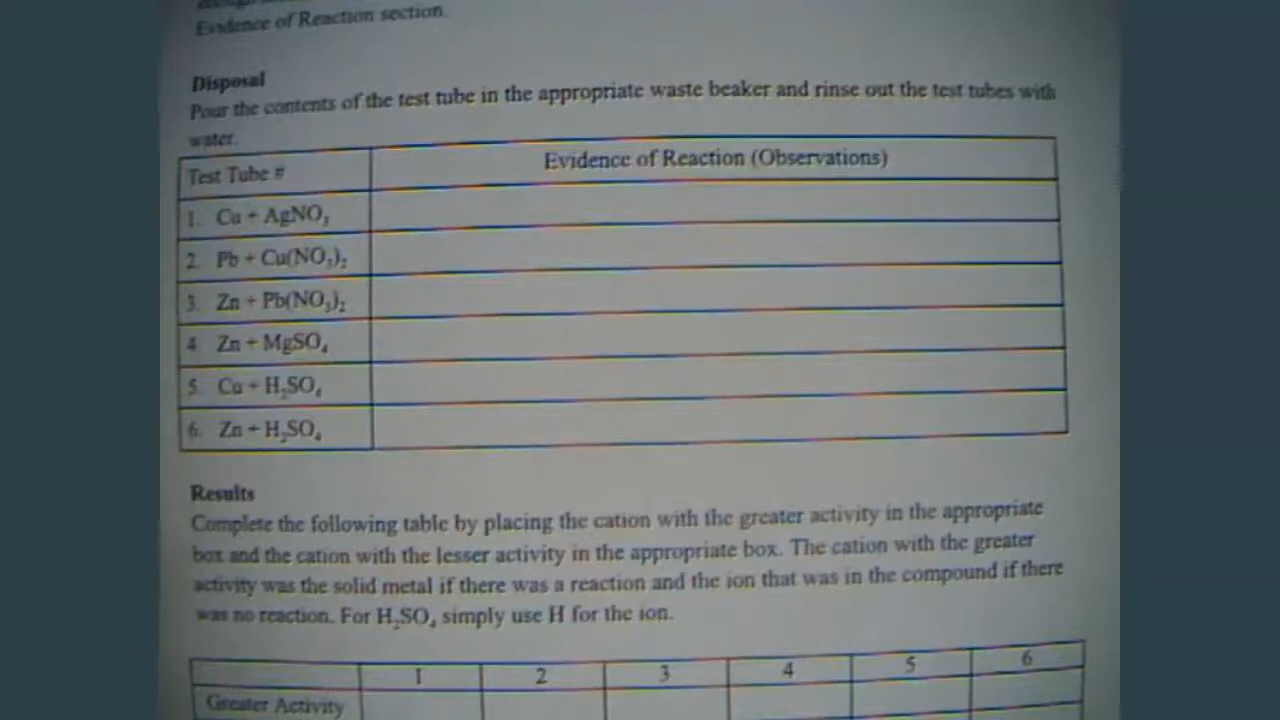 Evidence of Reaction section.
Disposal
Pour the contents of the test tube in the appropriate waste beaker and rinse out the test tubes with
water.
Test Tube # Evidence of Reaction (Observations)
1. Cu + AgNO₃
2. Pb + Cu(NO₃)₂
3. Zn + Pb(NO₃)₂
4. Zn + MgSO₄
5. Cu + H₂SO₄
6. Zn + H₂SO₄
Results
Complete the following table by placing the cation with the greater activity in the appropriate
box and the cation with the lesser activity in the appropriate box. The cation with the greater
activity was the solid metal if there was a reaction and the ion that was in the compound if there
was no reaction. For H₂SO₄ simply use H for the ion.
1 2 3 4 5 6
Greater Activity